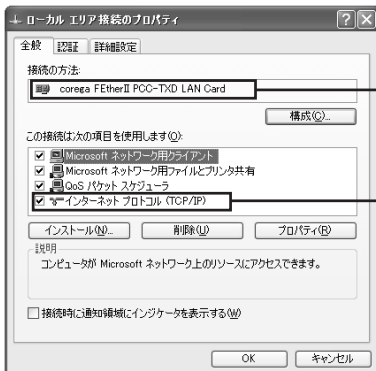 ローカル エリア接続のプロパティ
全般 認証 詳細設定
接続の方法:
corega FEtherII PCC-TXD LAN Card
構成(C)...
この接続は次の項目を使用します(O):
Microsoft ネットワーク用クライアント
Microsoft ネットワーク用ファイルとプリンタ共有
QoS パケット スケジューラ
インターネット プロトコル (TCP/IP)
インストール(N)... 削除(U) プロパティ(R)
説明
コンピュータが Microsoft ネットワーク上のリソースにアクセスできます。
接続時に通知領域にインジケータを表示する(W)
OK キャンセル